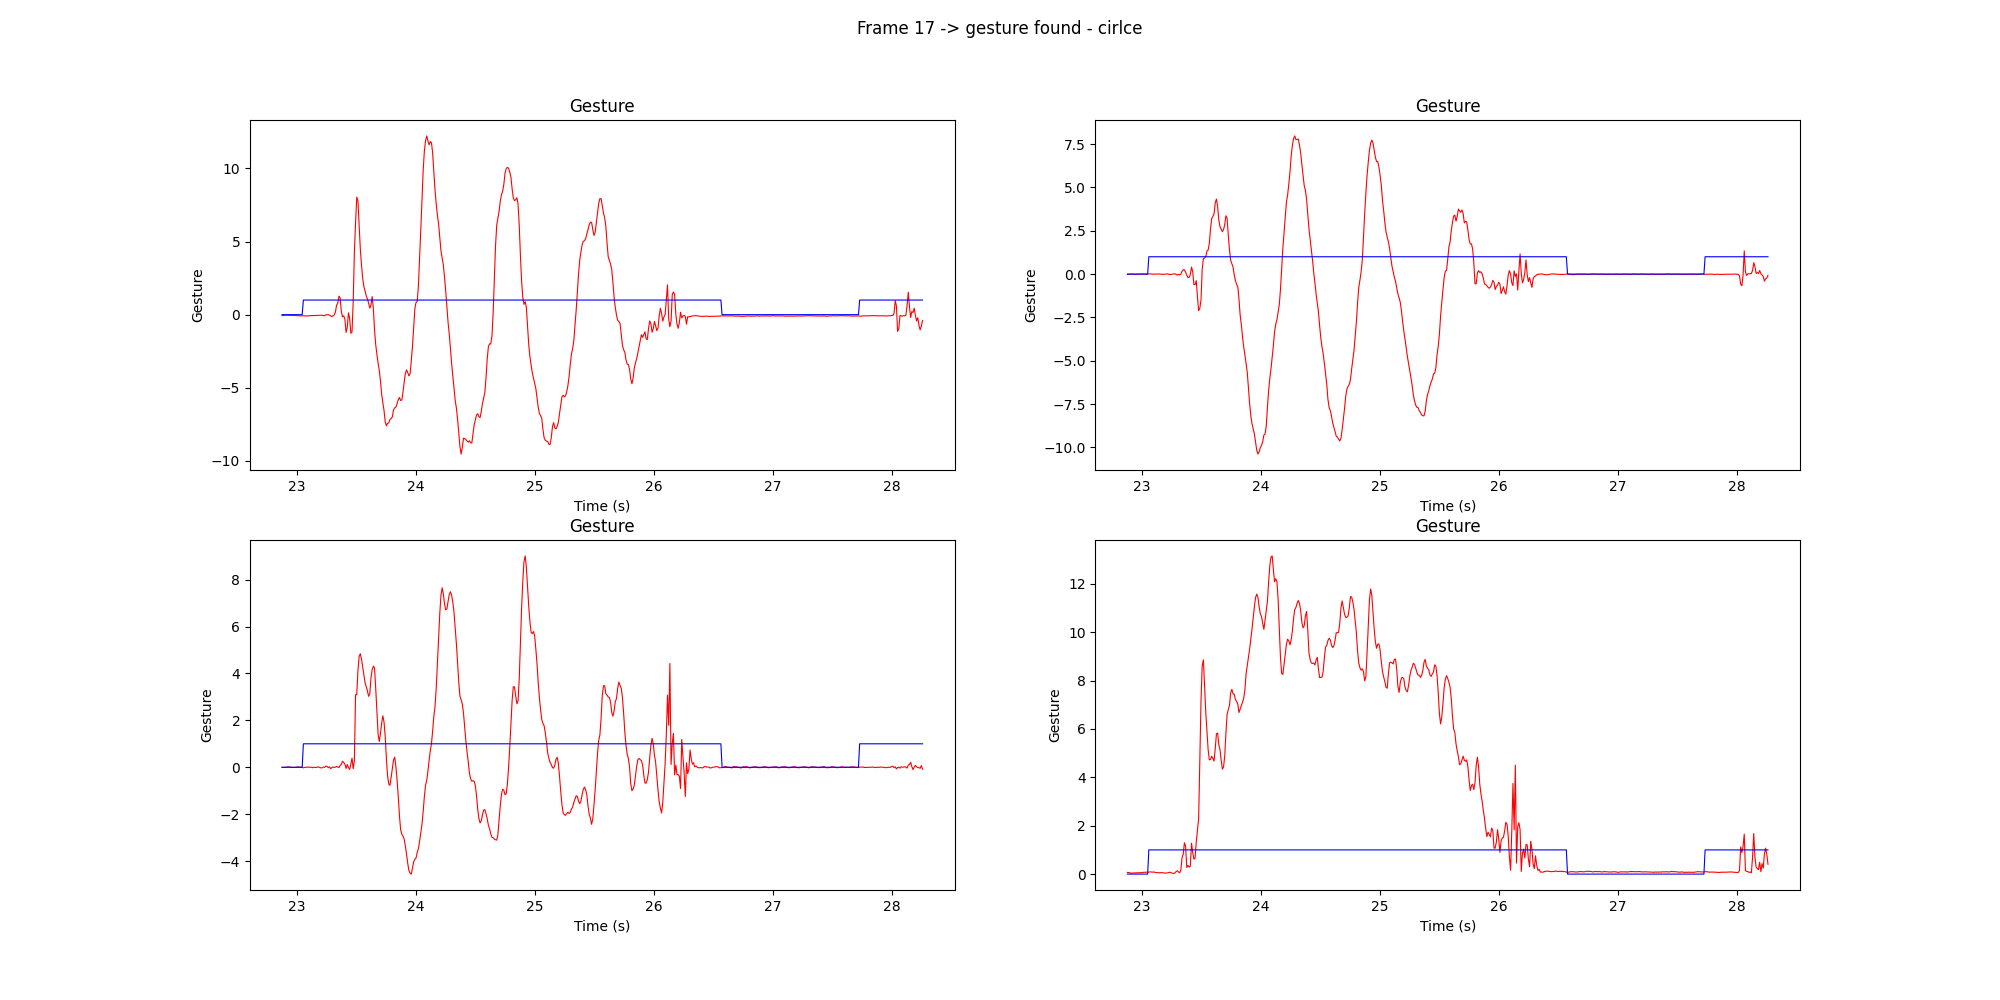 Frame 17 -> gesture found - cirlce
Gesture
Gesture
10
5
0
−5
−10
23 24 25 26 27 28
Time (s)
Gesture
Gesture
7.5
5.0
2.5
0.0
−2.5
−5.0
−7.5
−10.0
23 24 25 26 27 28
Time (s)
Gesture
Gesture
8
6
4
2
0
−2
−4
23 24 25 26 27 28
Time (s)
Gesture
Gesture
12
10
8
6
4
2
0
23 24 25 26 27 28
Time (s)